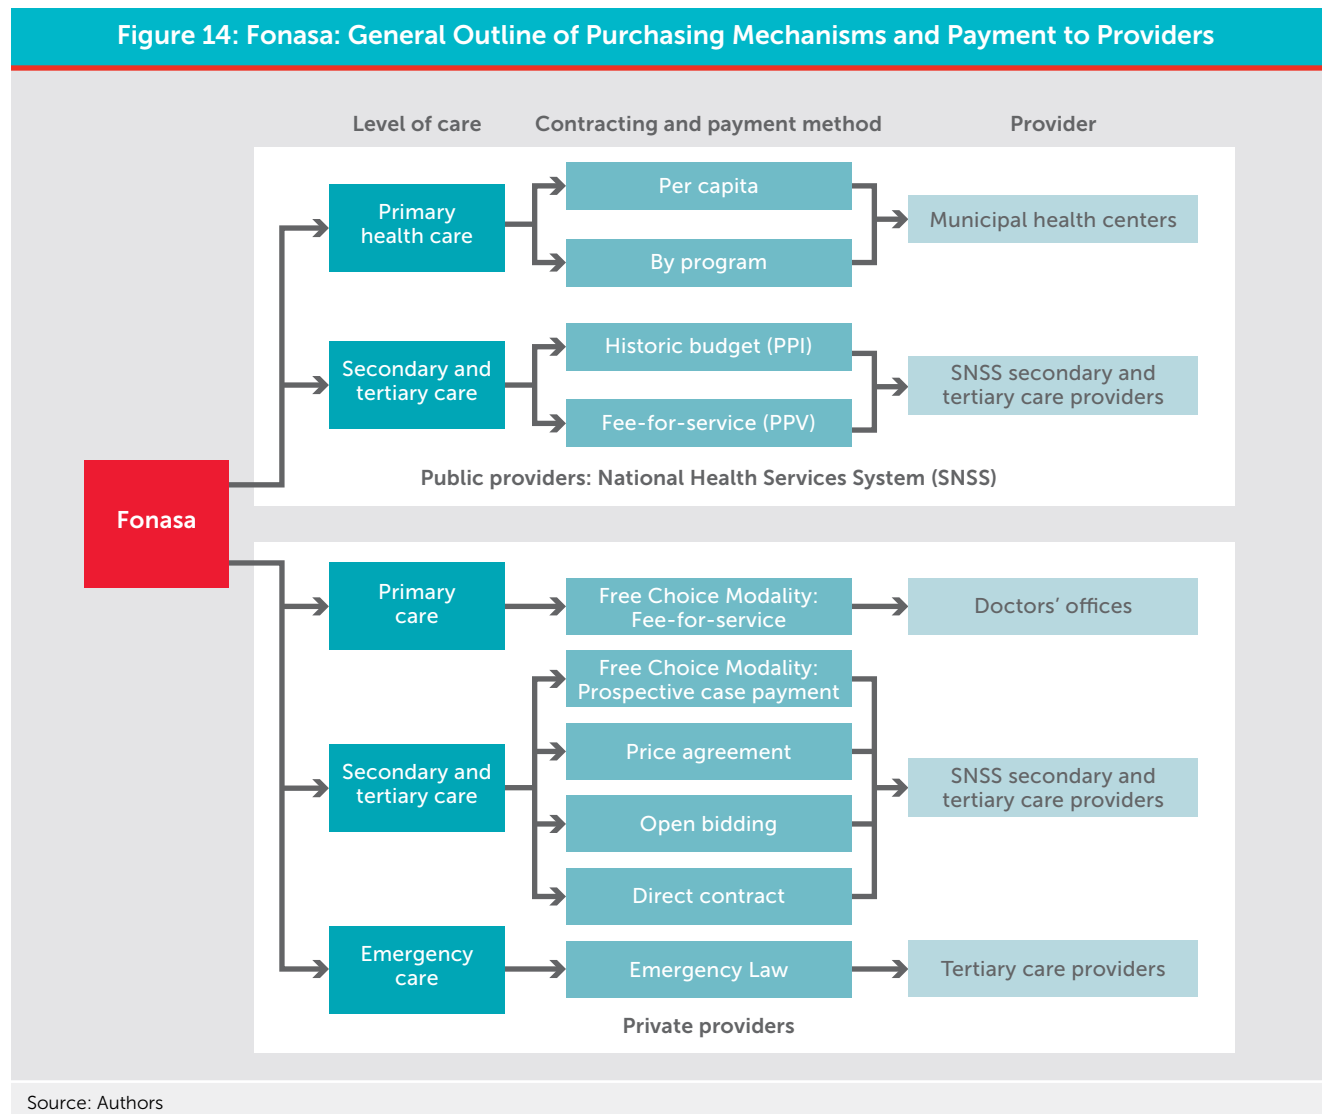 Figure 14: Fonasa: General Outline of Purchasing Mechanisms and Payment to Providers
Level of care
Contracting and payment method
Provider
Primary
health care
Per capita
By program
Municipal health centers
Secondary and
tertiary care
Historic budget (PPI)
Fee-for-service (PPV)
SNSS secondary and
tertiary care providers
Public providers: National Health Services System (SNSS)
Fonasa
Primary
care
Free Choice Modality:
Fee-for-service
Doctors’ offices
Secondary and
tertiary care
Free Choice Modality:
Prospective case payment
Price agreement
Open bidding
Direct contract
SNSS secondary and
tertiary care providers
Emergency
care
Emergency Law
Tertiary care providers
Private providers
Source: Authors